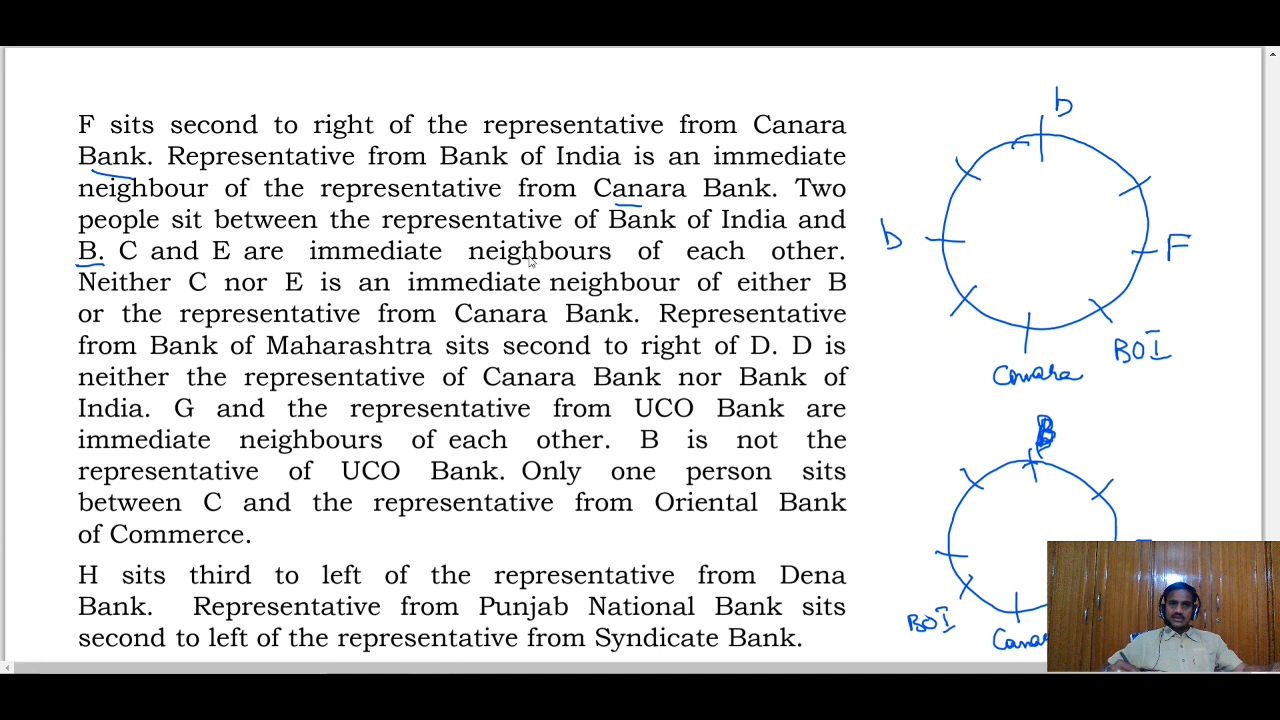 F sits second to right of the representative from Canara
Bank. Representative from Bank of India is an immediate
neighbour of the representative from Canara Bank. Two
people sit between the representative of Bank of India and
B. C and E are immediate neighbours of each other.
Neither C nor E is an immediate neighbour of either B
or the representative from Canara Bank. Representative
from Bank of Maharashtra sits second to right of D. D is
neither the representative of Canara Bank nor Bank of
India. G and the representative from UCO Bank are
immediate neighbours of each other. B is not the
representative of UCO Bank. Only one person sits
between C and the representative from Oriental Bank
of Commerce.
H sits third to left of the representative from Dena
Bank. Representative from Punjab National Bank sits
second to left of the representative from Syndicate Bank.
b
b
F
BOI
Canara
B
BOI
Canar